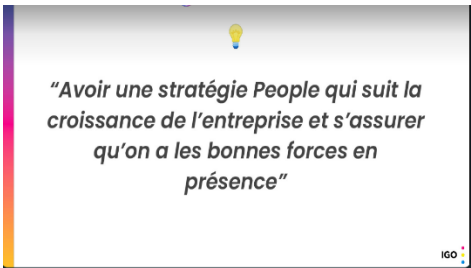 “Avoir une stratégie People qui suit la
croissance de l’entreprise et s’assurer
qu’on a les bonnes forces en
présence”
IGO